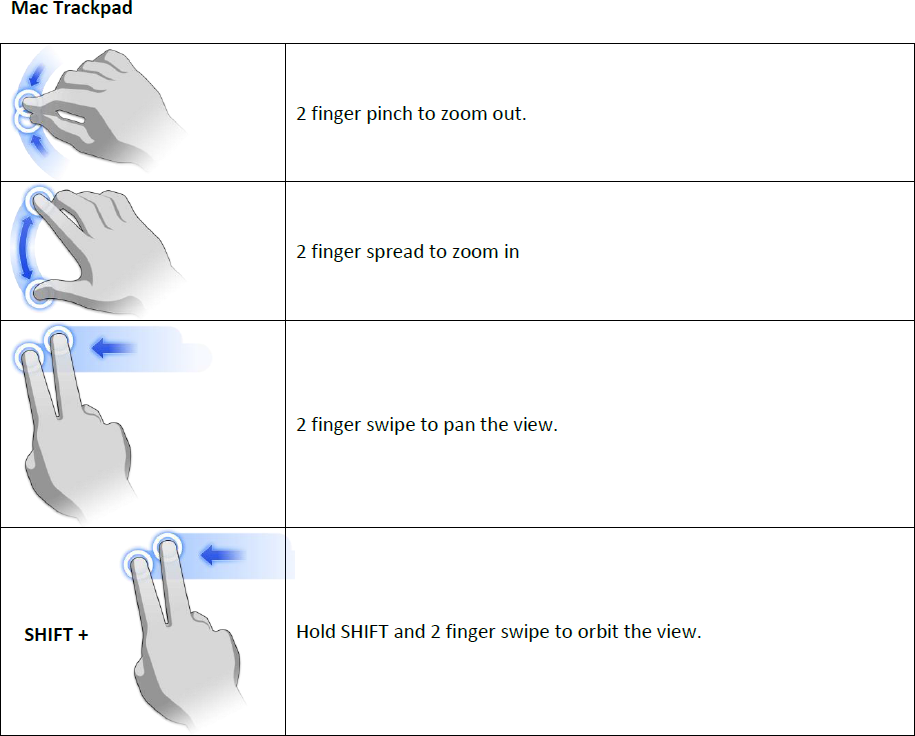 Mac Trackpad
2 finger pinch to zoom out.
2 finger spread to zoom in
2 finger swipe to pan the view.
SHIFT +
Hold SHIFT and 2 finger swipe to orbit the view.